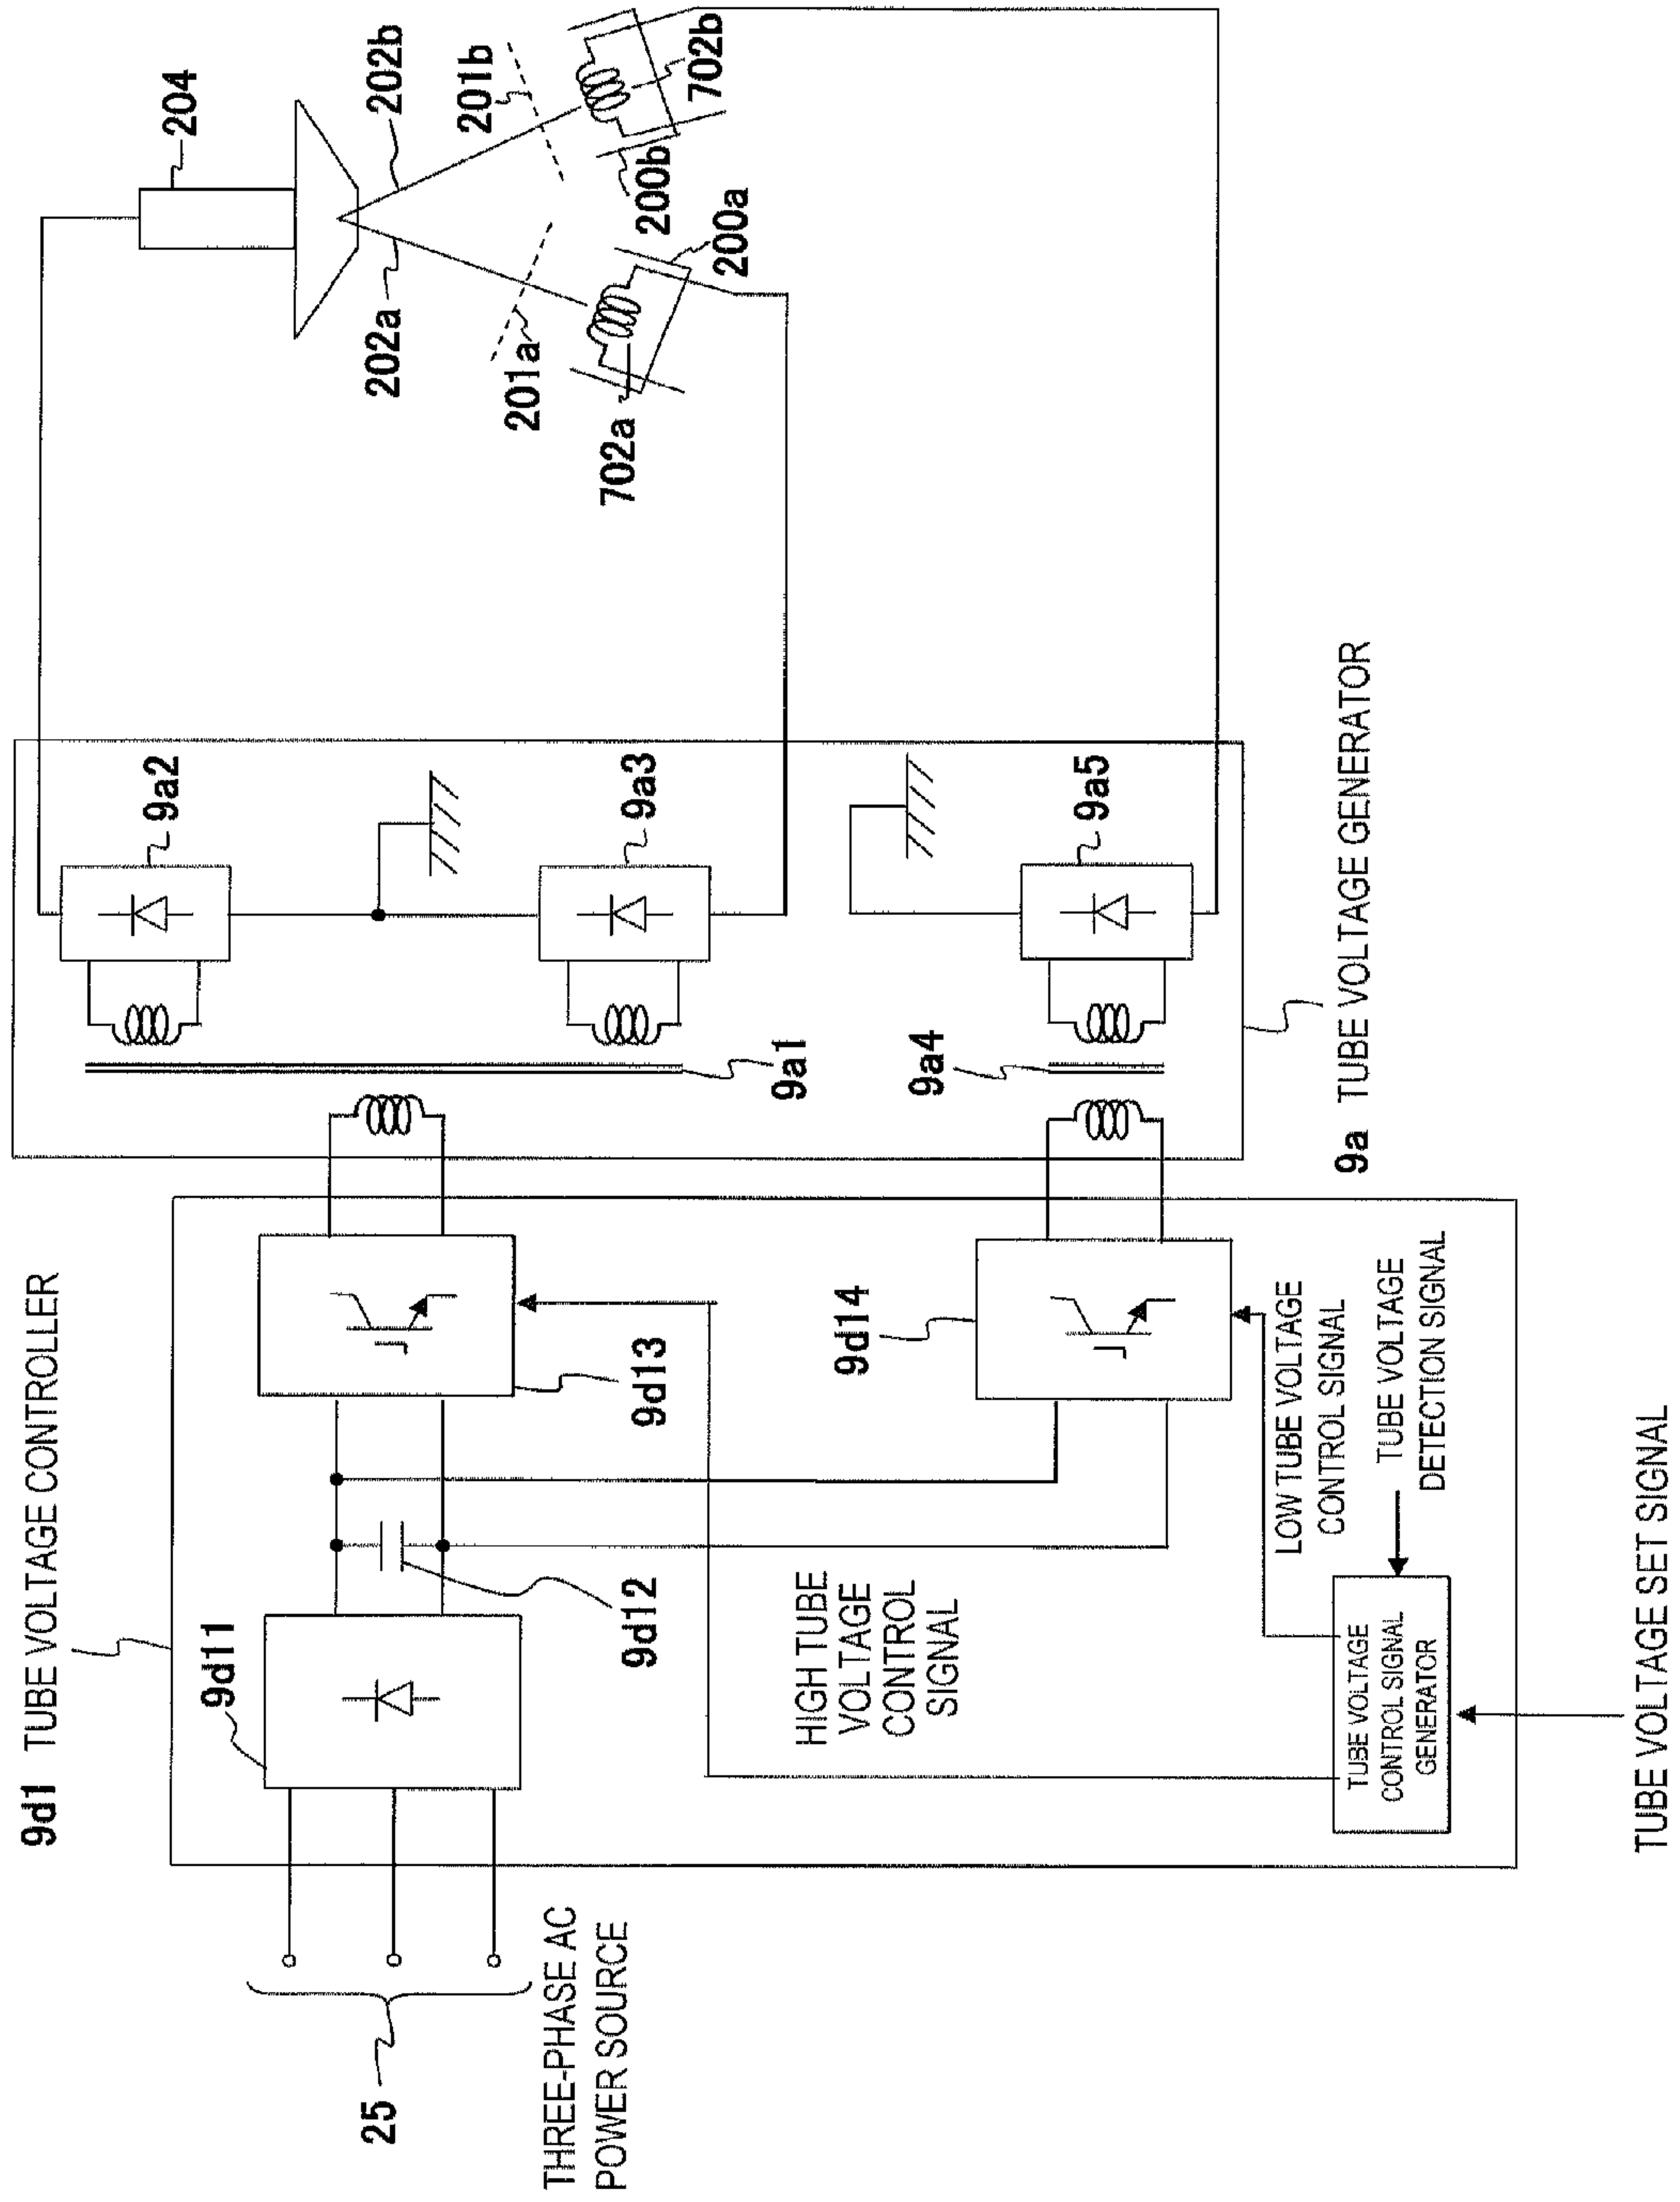 9d1 TUBE VOLTAGE CONTROLLER
9d11
9d12
9d13
9d14
25
THREE-PHASE AC
POWER SOURCE
HIGH TUBE
VOLTAGE
CONTROL
SIGNAL
LOW TUBE VOLTAGE
CONTROL SIGNAL
TUBE VOLTAGE
DETECTION SIGNAL
TUBE VOLTAGE
CONTROL SIGNAL
GENERATOR
TUBE VOLTAGE SET SIGNAL
9a TUBE VOLTAGE GENERATOR
9a1
9a2
9a3
9a4
9a5
204
202a
202b
201a
201b
702a
702b
200a
200b